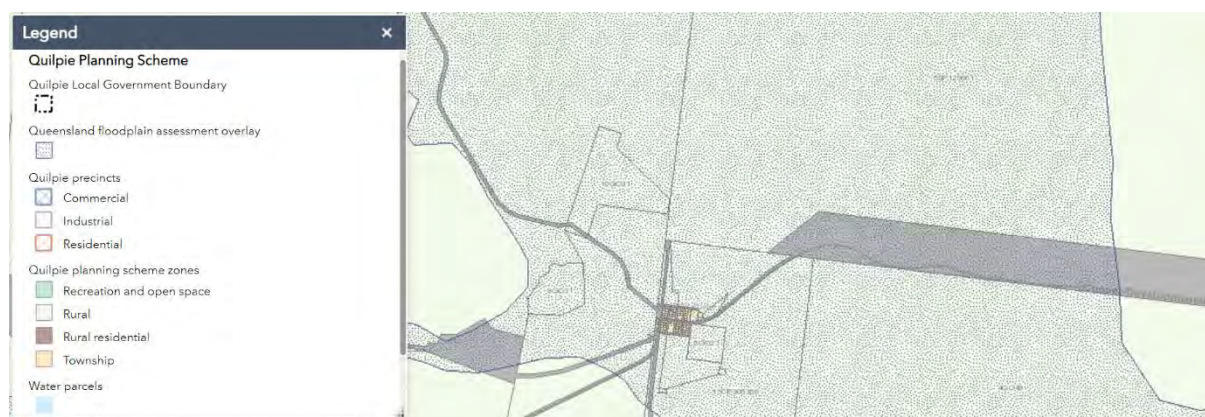 Legend ×
Quilpie Planning Scheme
Quilpie Local Government Boundary
Queensland floodplain assessment overlay
Quilpie precincts
Commercial
Industrial
Residential
Quilpie planning scheme zones
Recreation and open space
Rural
Rural residential
Township
Water parcels